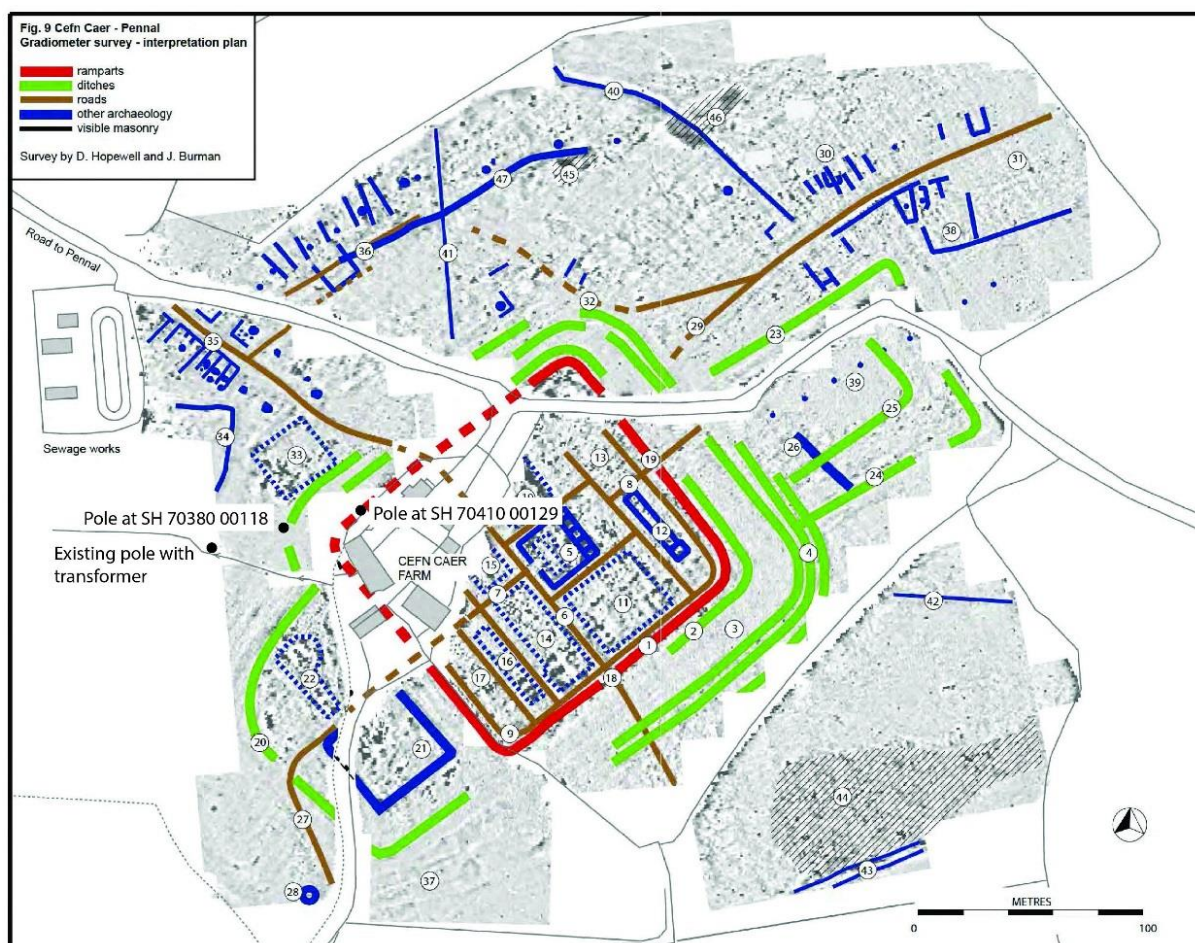 Fig. 9 Cefn Caer - Pennal
Gradiometer survey - interpretation plan
ramparts
ditches
roads
other archaeology
visible masonry
Survey by D. Hopewell and J. Burman
40
46
30
31
45
47
38
36
41
Road to Pennal
32
29
23
35
39
25
34
33
26
24
Sewage works
13
19
8
10
12
4
5
Pole at SH 70380 00118
Pole at SH 70410 00129
Existing pole with
transformer
CEFN CAER
FARM
15
7
6
11
14
16
1
2
3
42
22
17
18
9
20
21
27
44
28
37
43
METRES
0
100